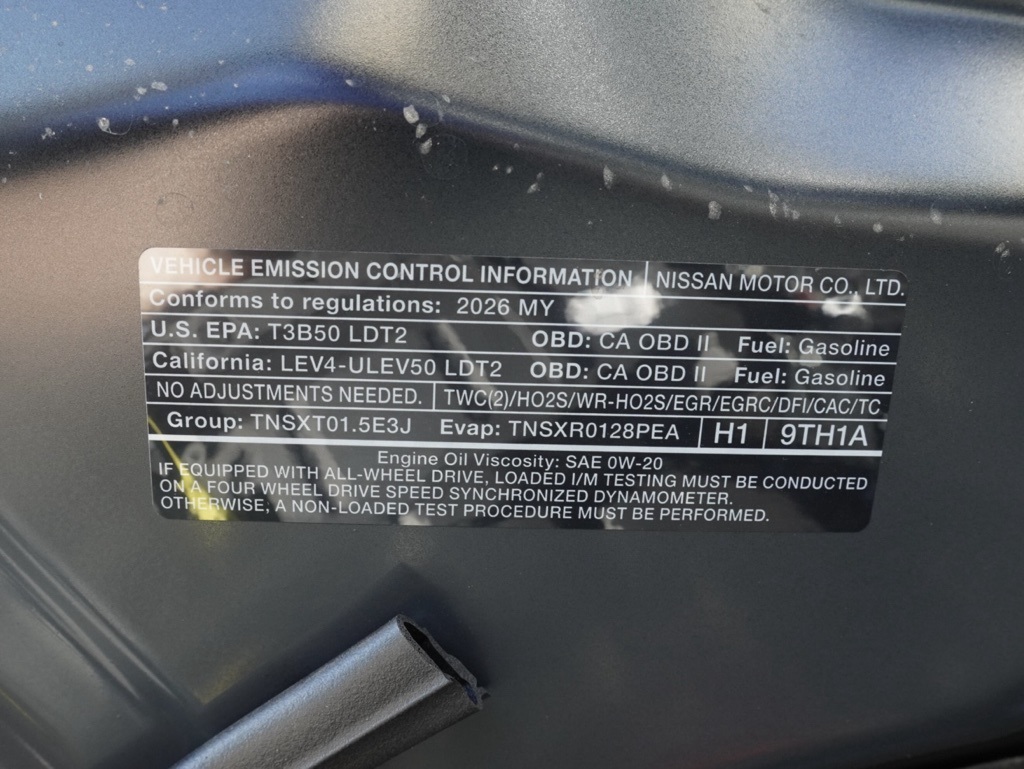 VEHICLE EMISSION CONTROL INFORMATION | NISSAN MOTOR CO., LTD.
Conforms to regulations: 2026 MY
U.S. EPA: T3B50 LDT2 OBD: CA OBD II Fuel: Gasoline
California: LEV4-ULEV50 LDT2 OBD: CA OBD II Fuel: Gasoline
NO ADJUSTMENTS NEEDED. | TWC(2)/HO2S/WR-HO2S/EGR/EGRC/DFI/CAC/TC
Group: TNSXT01.5E3J Evap: TNSXR0128PEA | H1 | 9TH1A
Engine Oil Viscosity: SAE 0W-20
IF EQUIPPED WITH ALL-WHEEL DRIVE, LOADED I/M TESTING MUST BE CONDUCTED
ON A FOUR WHEEL DRIVE SPEED SYNCHRONIZED DYNAMOMETER.
OTHERWISE, A NON-LOADED TEST PROCEDURE MUST BE PERFORMED.